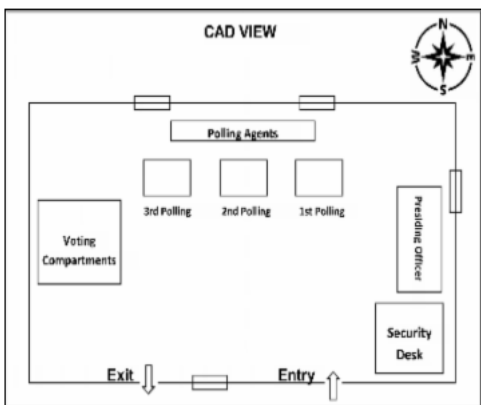 CAD VIEW
N
W
E
S
Polling Agents
3rd Polling
2nd Polling
1st Polling
Voting
Compartments
Presiding Officer
Security
Desk
Exit
Entry